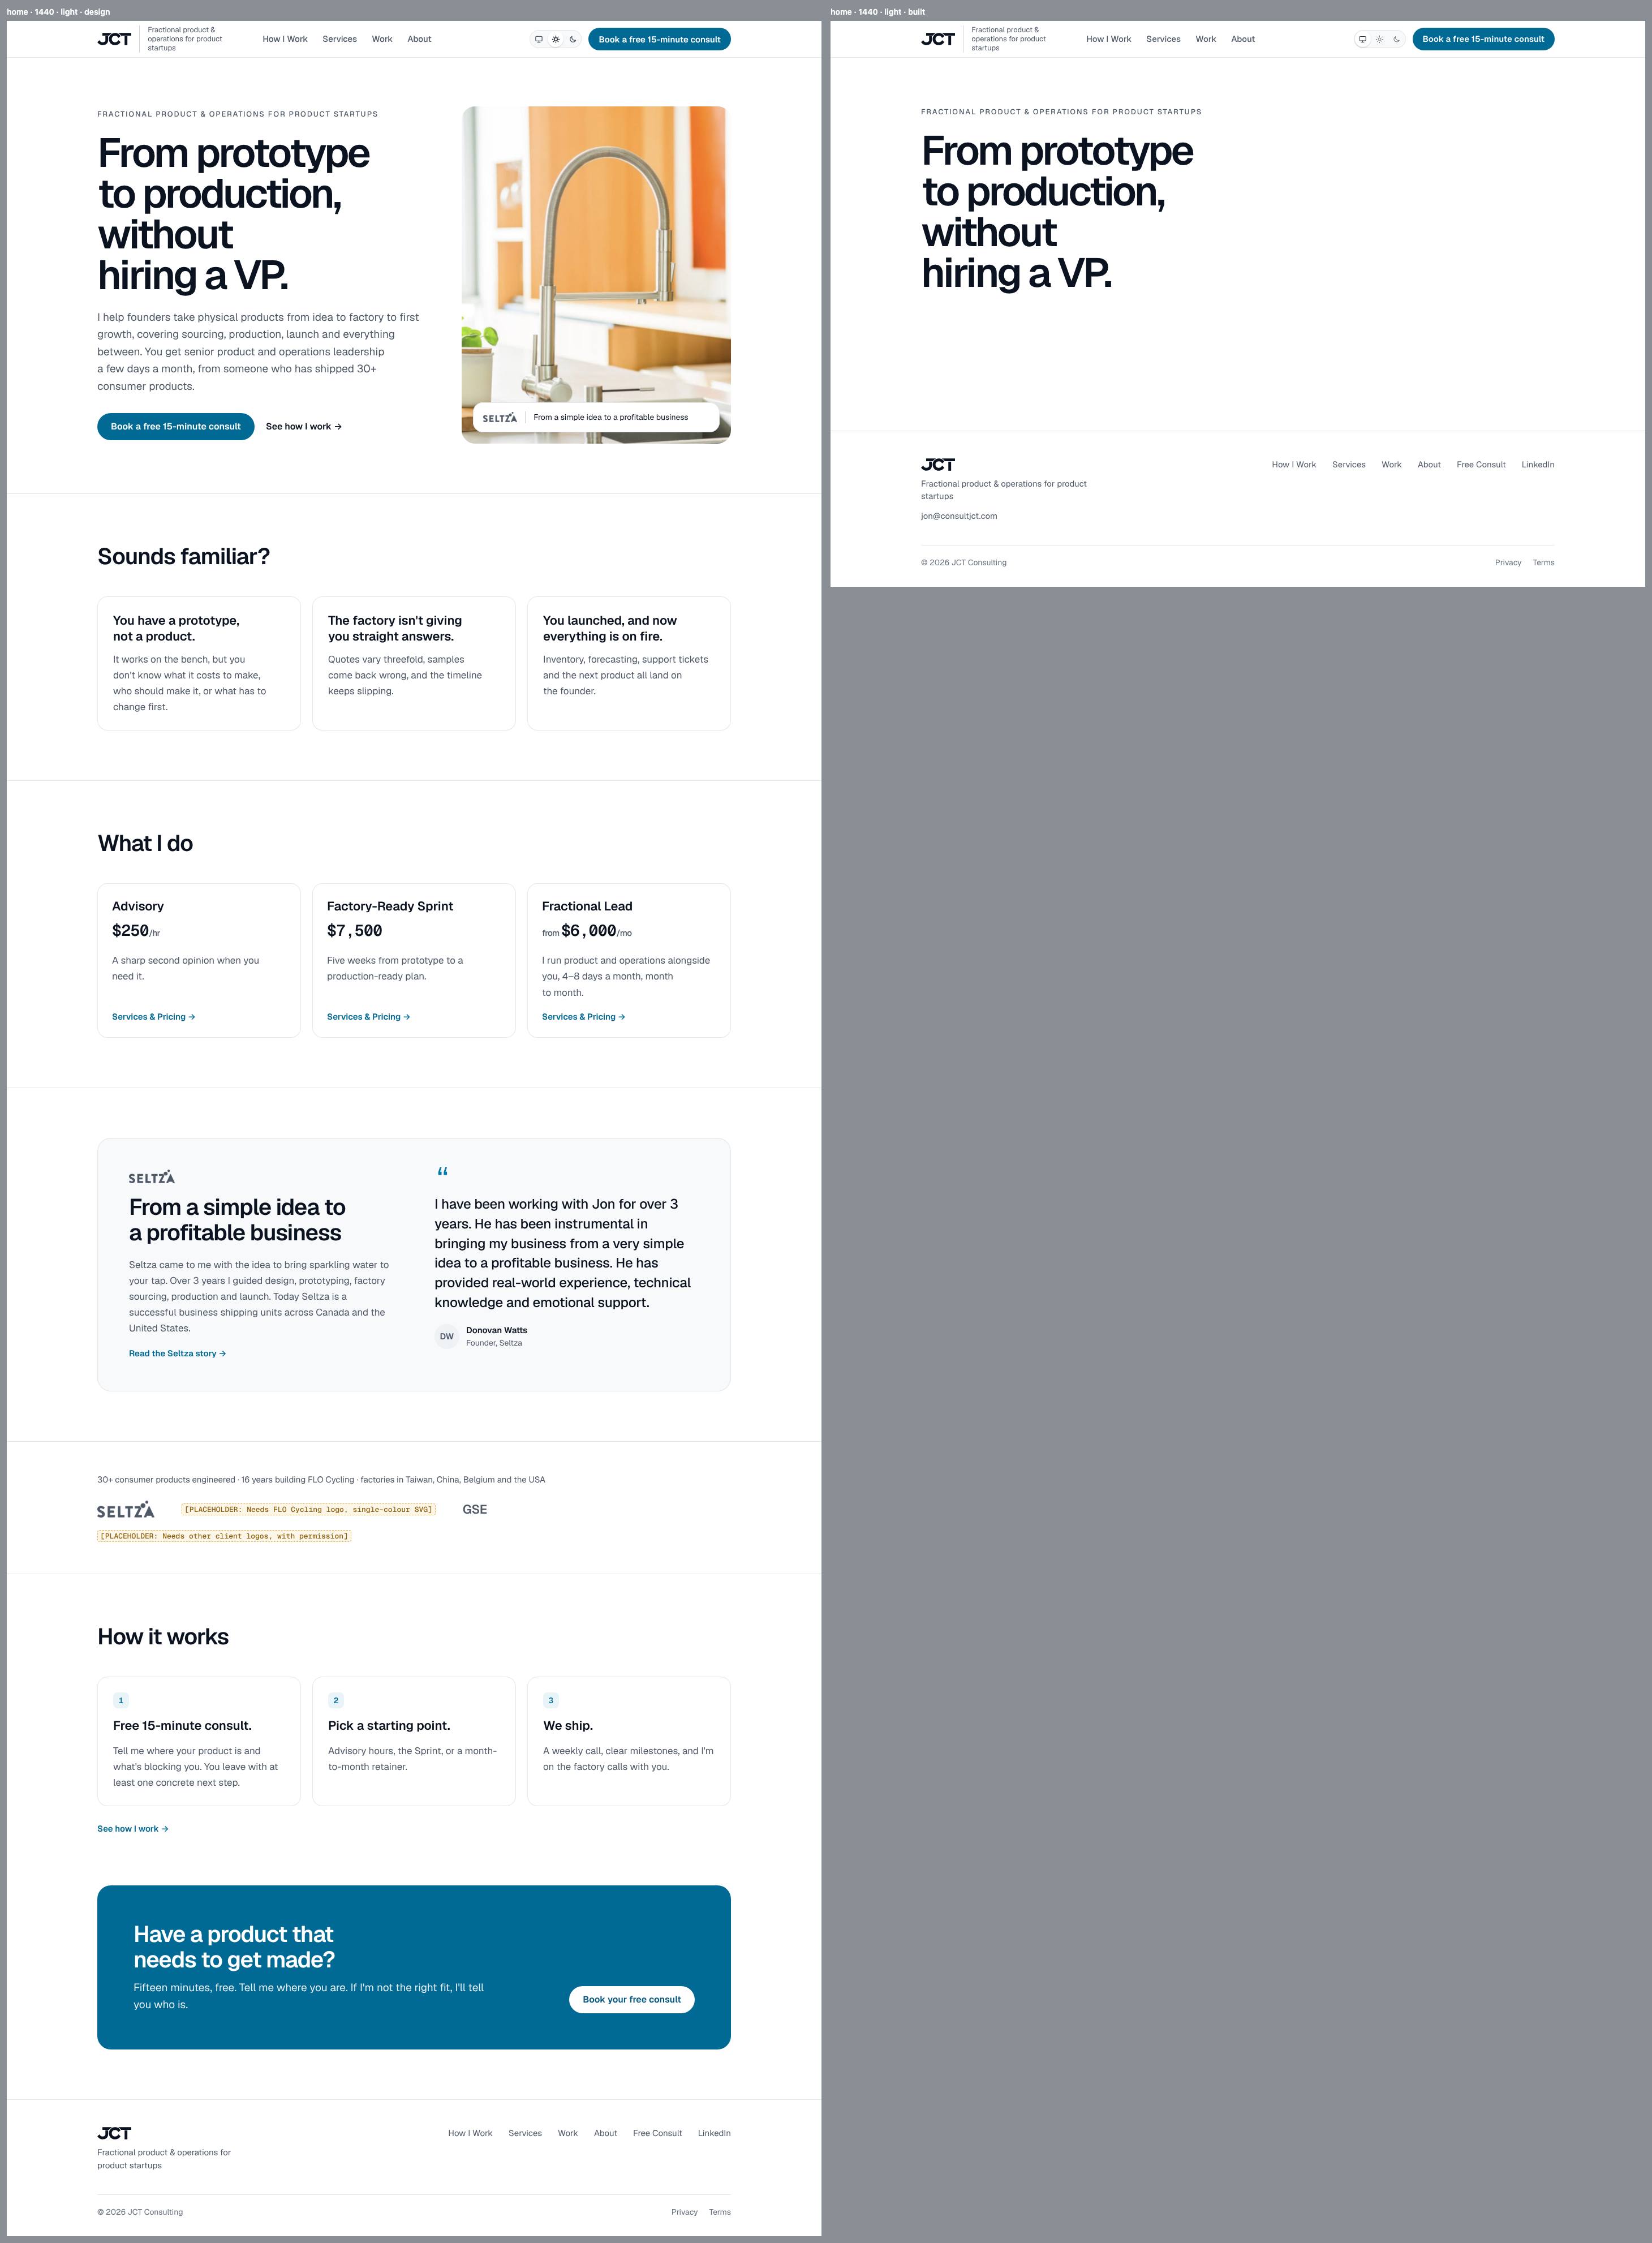 home · 1440 · light · design
JCT
Fractional product &
operations for product
startups
How I Work
Services
Work
About
Book a free 15-minute consult
FRACTIONAL PRODUCT & OPERATIONS FOR PRODUCT STARTUPS
From prototype
to production,
without
hiring a VP.
I help founders take physical products from idea to factory to first
growth, covering sourcing, production, launch and everything
between. You get senior product and operations leadership
a few days a month, from someone who has shipped 30+
consumer products.
Book a free 15-minute consult
See how I work →
SELTZA
From a simple idea to a profitable business
Sounds familiar?
You have a prototype,
not a product.
It works on the bench, but you
don't know what it costs to make,
who should make it, or what has to
change first.
The factory isn't giving
you straight answers.
Quotes vary threefold, samples
come back wrong, and the timeline
keeps slipping.
You launched, and now
everything is on fire.
Inventory, forecasting, support tickets
and the next product all land on
the founder.
What I do
Advisory
$250/hr
A sharp second opinion when you
need it.
Services & Pricing →
Factory-Ready Sprint
$7,500
Five weeks from prototype to a
production-ready plan.
Services & Pricing →
Fractional Lead
from $6,000/mo
I run product and operations alongside
you, 4–8 days a month, month
to month.
Services & Pricing →
SELTZA
From a simple idea to
a profitable business
Seltza came to me with the idea to bring sparkling water to
your tap. Over 3 years I guided design, prototyping, factory
sourcing, production and launch. Today Seltza is a
successful business shipping units across Canada and the
United States.
Read the Seltza story →
“
I have been working with Jon for over 3
years. He has been instrumental in
bringing my business from a very simple
idea to a profitable business. He has
provided real-world experience, technical
knowledge and emotional support.
DW
Donovan Watts
Founder, Seltza
30+ consumer products engineered · 16 years building FLO Cycling · factories in Taiwan, China, Belgium and the USA
SELTZA
[PLACEHOLDER: Needs FLO Cycling logo, single-colour SVG]
GSE
[PLACEHOLDER: Needs other client logos, with permission]
How it works
1
Free 15-minute consult.
Tell me where your product is and
what's blocking you. You leave with at
least one concrete next step.
2
Pick a starting point.
Advisory hours, the Sprint, or a month-
to-month retainer.
3
We ship.
A weekly call, clear milestones, and I'm
on the factory calls with you.
See how I work →
Have a product that
needs to get made?
Fifteen minutes, free. Tell me where you are. If I'm not the right fit, I'll tell
you who is.
Book your free consult
JCT
Fractional product & operations for
product startups
How I Work
Services
Work
About
Free Consult
LinkedIn
© 2026 JCT Consulting
Privacy
Terms
home · 1440 · light · built
JCT
Fractional product &
operations for product
startups
How I Work
Services
Work
About
Book a free 15-minute consult
FRACTIONAL PRODUCT & OPERATIONS FOR PRODUCT STARTUPS
From prototype
to production,
without
hiring a VP.
JCT
Fractional product & operations for product
startups
jon@consultjct.com
How I Work
Services
Work
About
Free Consult
LinkedIn
© 2026 JCT Consulting
Privacy
Terms